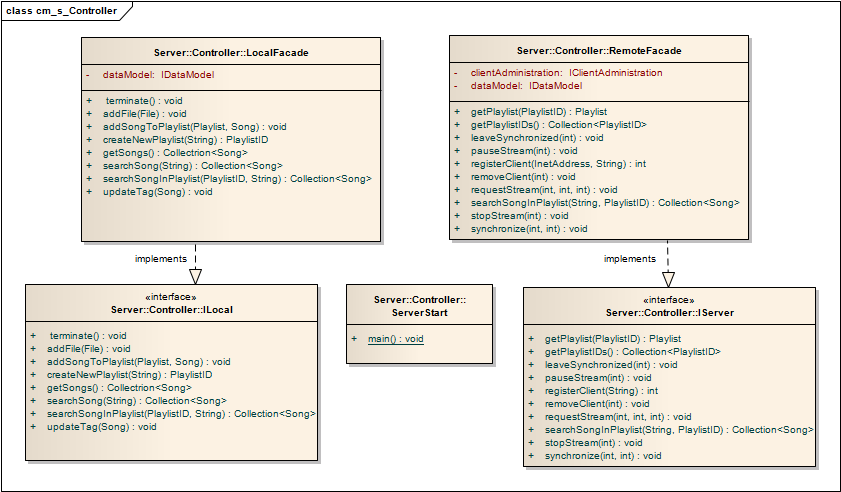 class cm_s_Controller
Server::Controller::LocalFacade
- dataModel: IDataModel
+ terminate() : void
+ addFile(File) : void
+ addSongToPlaylist(Playlist, Song) : void
+ createNewPlaylist(String) : PlaylistID
+ getSongs() : Collectrion<Song>
+ searchSong(String) : Collection<Song>
+ searchSongInPlaylist(PlaylistID, String) : Collection<Song>
+ updateTag(Song) : void
Server::Controller::RemoteFacade
- clientAdministration: IClientAdministration
- dataModel: IDataModel
+ getPlaylist(PlaylistID) : Playlist
+ getPlaylistIDs() : Collection<PlaylistID>
+ leaveSynchronized(int) : void
+ pauseStream(int) : void
+ registerClient(InetAddress, String) : int
+ removeClient(int) : void
+ requestStream(int, int, int) : void
+ searchSongInPlaylist(String, PlaylistID) : Collection<Song>
+ stopStream(int) : void
+ synchronize(int, int) : void
implements
implements
«interface»
Server::Controller::ILocal
+ terminate() : void
+ addFile(File) : void
+ addSongToPlaylist(Playlist, Song) : void
+ createNewPlaylist(String) : PlaylistID
+ getSongs() : Collectrion<Song>
+ searchSong(String) : Collection<Song>
+ searchSongInPlaylist(PlaylistID, String) : Collection<Song>
+ updateTag(Song) : void
Server::Controller::
ServerStart
+ main() : void
«interface»
Server::Controller::IServer
+ getPlaylist(PlaylistID) : Playlist
+ getPlaylistIDs() : Collection<PlaylistID>
+ leaveSynchronized(int) : void
+ pauseStream(int) : void
+ registerClient(String) : int
+ removeClient(int) : void
+ requestStream(int, int, int) : void
+ searchSongInPlaylist(String, PlaylistID) : Collection<Song>
+ stopStream(int) : void
+ synchronize(int, int) : void